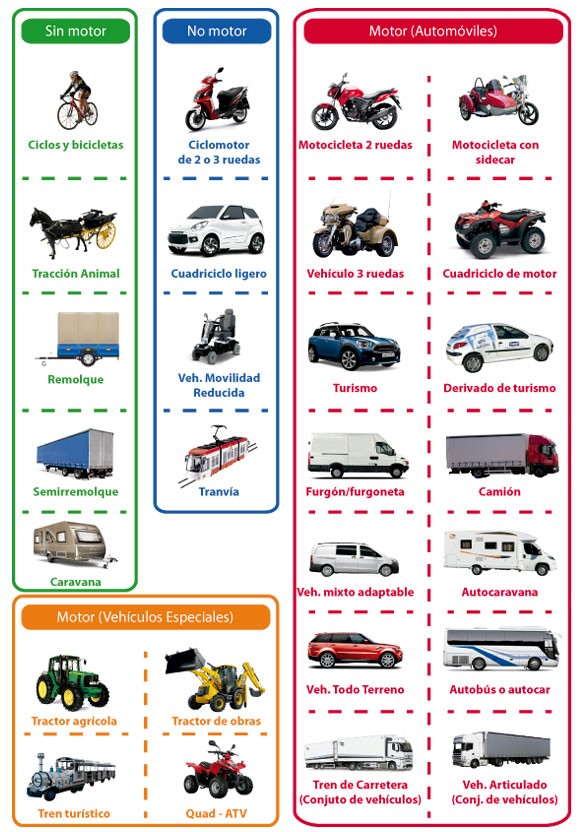 Sin motor
Ciclos y bicicletas
Tracción Animal
Remolque
Semirremolque
Caravana
No motor
Ciclomotor
de 2 o 3 ruedas
Cuadriciclo ligero
Veh. Movilidad
Reducida
Tranvía
Motor (Automóviles)
Motocicleta 2 ruedas
Motocicleta con
sidecar
Vehículo 3 ruedas
Cuadriciclo de motor
Turismo
Derivado de turismo
Furgón/furgoneta
Camión
Veh. mixto adaptable
Autocaravana
Veh. Todo Terreno
Autobús o autocar
Tren de Carretera
(Conjuto de vehículos)
Veh. Articulado
(Conj. de vehículos)
Motor (Vehículos Especiales)
Tractor agrícola
Tractor de obras
Tren turístico
Quad - ATV